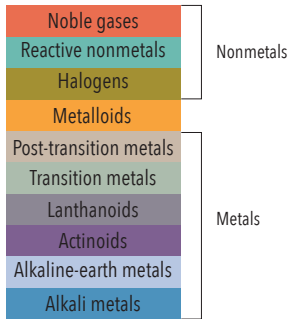 Noble gases
Reactive nonmetals
Nonmetals
Halogens
Metalloids
Post-transition metals
Transition metals
Lanthanoids
Metals
Actinoids
Alkaline-earth metals
Alkali metals